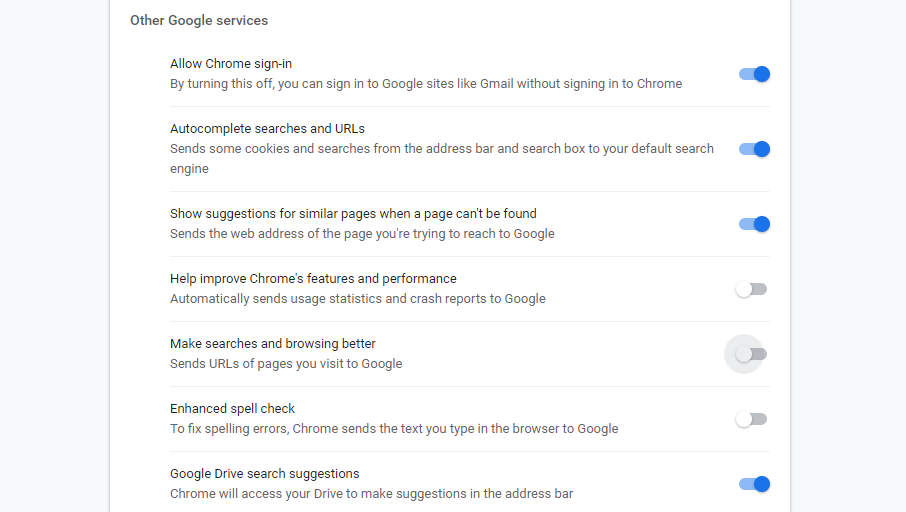 Other Google services
Allow Chrome sign-in
By turning this off, you can sign in to Google sites like Gmail without signing in to Chrome
Autocomplete searches and URLs
Sends some cookies and searches from the address bar and search box to your default search
engine
Show suggestions for similar pages when a page can't be found
Sends the web address of the page you're trying to reach to Google
Help improve Chrome's features and performance
Automatically sends usage statistics and crash reports to Google
Make searches and browsing better
Sends URLs of pages you visit to Google
Enhanced spell check
To fix spelling errors, Chrome sends the text you type in the browser to Google
Google Drive search suggestions
Chrome will access your Drive to make suggestions in the address bar